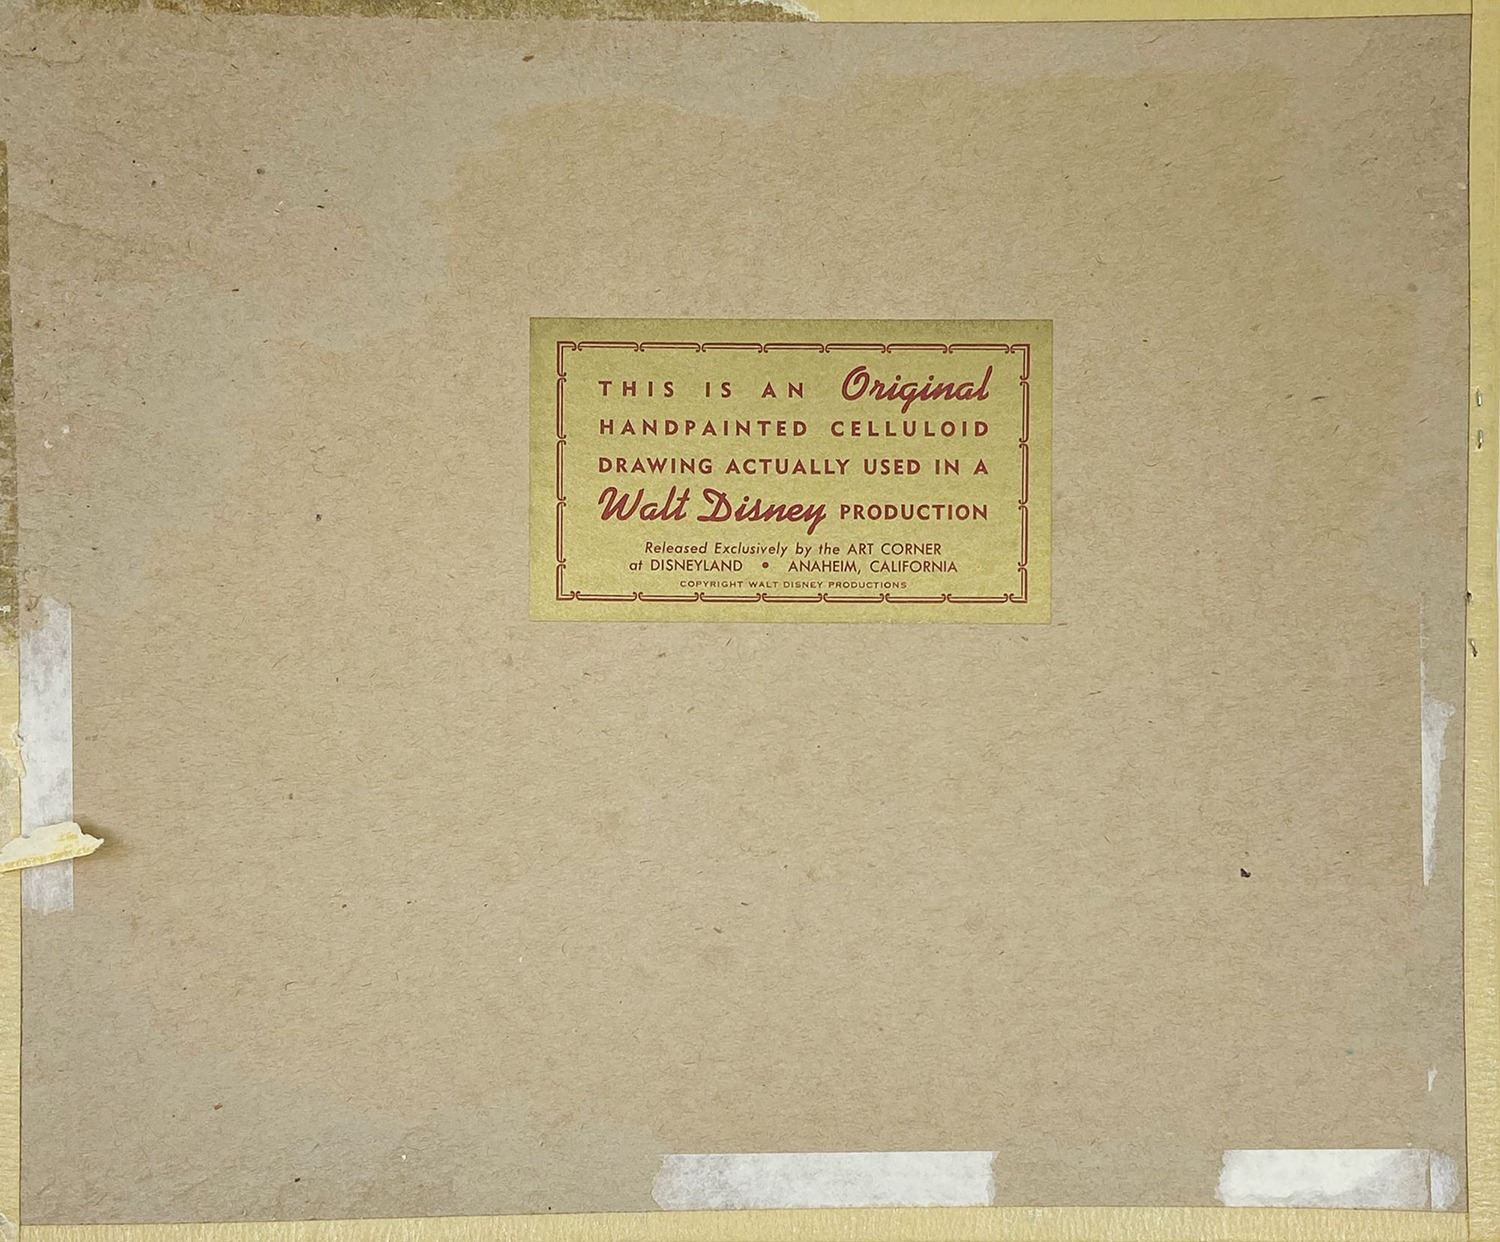 THIS IS AN Original
HANDPAINTED CELLULOID
DRAWING ACTUALLY USED IN A
Walt Disney PRODUCTION
Released Exclusively by the ART CORNER
at DISNEYLAND • ANAHEIM, CALIFORNIA
COPYRIGHT WALT DISNEY PRODUCTIONS